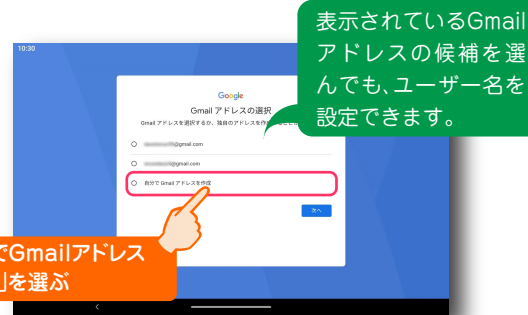 表示されているGmail
アドレスの候補を選
んでも、ユーザー名を
設定できます。
10:30
Google
Gmail アドレスの選択
Gmail アドレスを選択するか、独自のアドレスを作
@gmail.com
@gmail.com
自分で Gmail アドレスを作成
次へ
でGmailアドレス
」を選ぶ